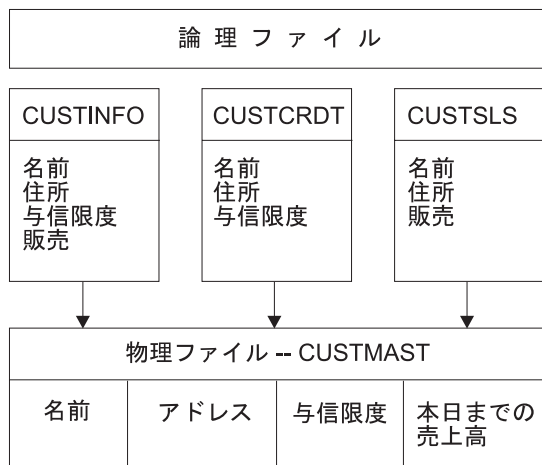 論理ファイル
CUSTINFO
名前
住所
与信限度
販売
CUSTCRDT
名前
住所
与信限度
CUSTSLS
名前
住所
販売
物理ファイル -- CUSTMAST
名前
アドレス
与信限度
本日までの
売上高